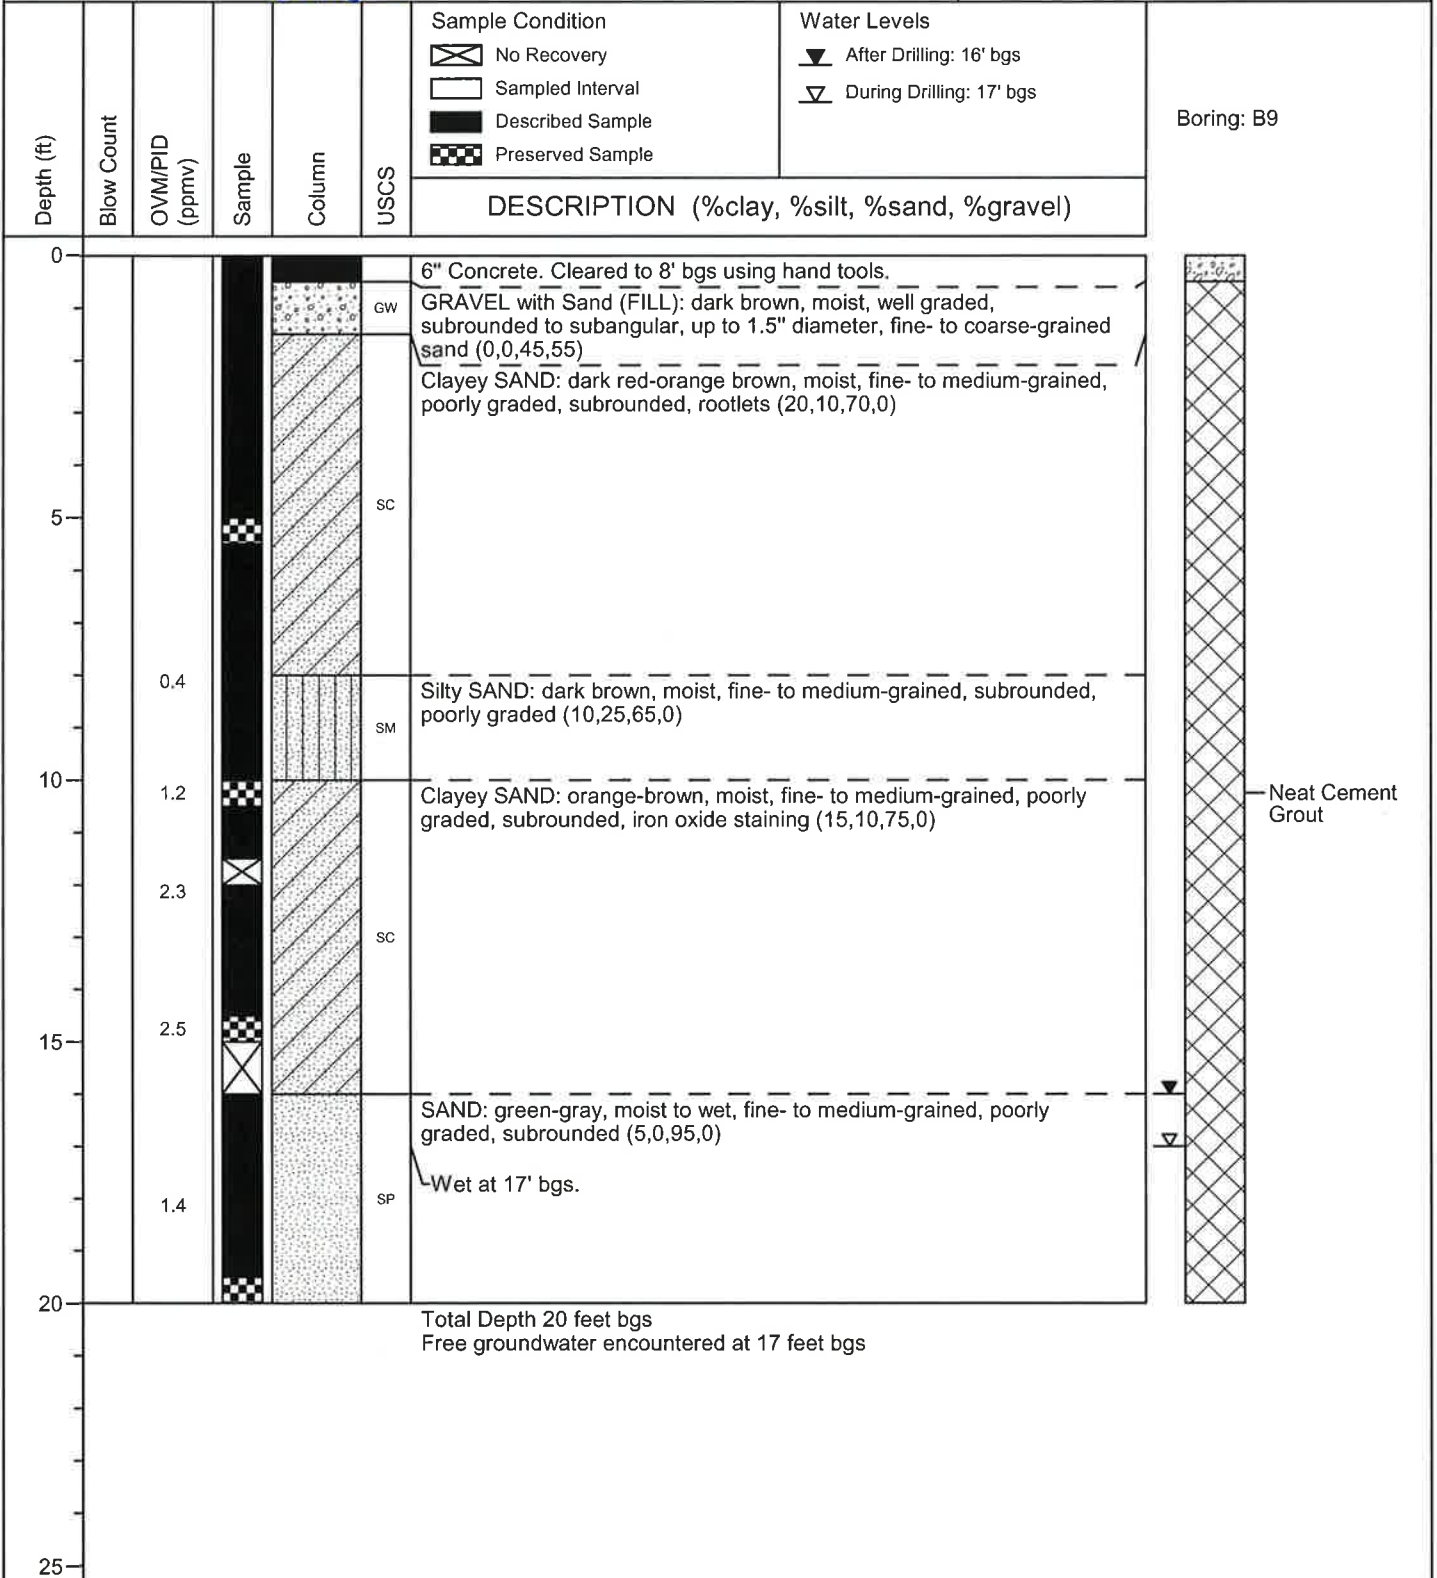 Sample Condition
No Recovery
Sampled Interval
Described Sample
Preserved Sample
Water Levels
After Drilling: 16' bgs
During Drilling: 17' bgs
Boring: B9
Depth (ft)
Blow Count
OVM/PID
(ppmv)
Sample
Column
USCS
DESCRIPTION (%clay, %silt, %sand, %gravel)
0
6" Concrete. Cleared to 8' bgs using hand tools.
GW
GRAVEL with Sand (FILL): dark brown, moist, well graded,
subrounded to subangular, up to 1.5" diameter, fine- to coarse-grained
sand (0,0,45,55)
Clayey SAND: dark red-orange brown, moist, fine- to medium-grained,
poorly graded, subrounded, rootlets (20,10,70,0)
SC
5
0.4
Silty SAND: dark brown, moist, fine- to medium-grained, subrounded,
poorly graded (10,25,65,0)
SM
10
1.2
Clayey SAND: orange-brown, moist, fine- to medium-grained, poorly
graded, subrounded, iron oxide staining (15,10,75,0)
Neat Cement
Grout
2.3
SC
2.5
15
SAND: green-gray, moist to wet, fine- to medium-grained, poorly
graded, subrounded (5,0,95,0)
Wet at 17' bgs.
SP
1.4
20
Total Depth 20 feet bgs
Free groundwater encountered at 17 feet bgs
25